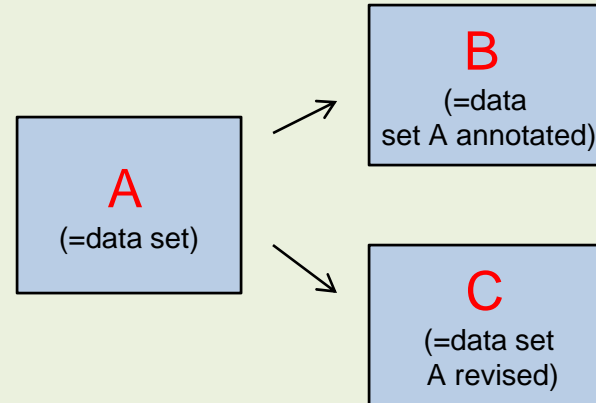 A
(=data set)
B
(=data
set A annotated)
C
(=data set
A revised)